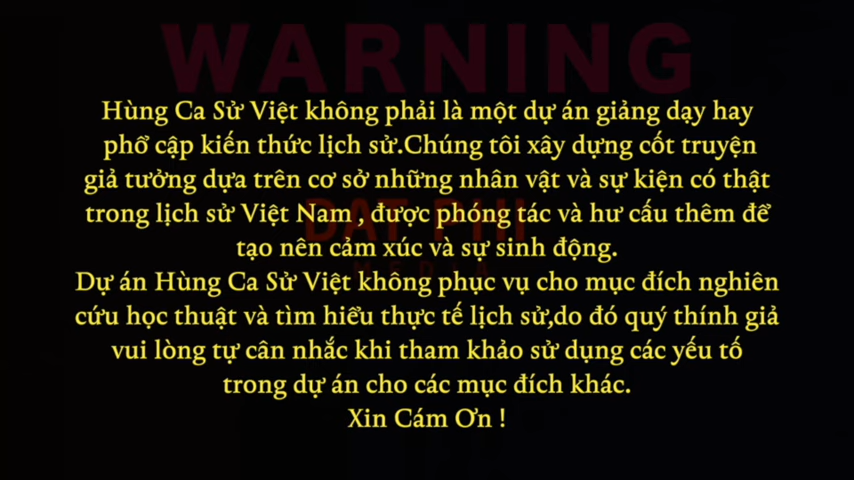 WARNING
Hùng Ca Sử Việt không phải là một dự án giảng dạy hay
phổ cập kiến thức lịch sử.Chúng tôi xây dựng cốt truyện
giả tưởng dựa trên cơ sở những nhân vật và sự kiện có thật
trong lịch sử Việt Nam , được phóng tác và hư cấu thêm để
tạo nên cảm xúc và sự sinh động.
Dự án Hùng Ca Sử Việt không phục vụ cho mục đích nghiên
cứu học thuật và tìm hiểu thực tế lịch sử,do đó quý thính giả
vui lòng tự cân nhắc khi tham khảo sử dụng các yếu tố
trong dự án cho các mục đích khác.
Xin Cám Ơn !